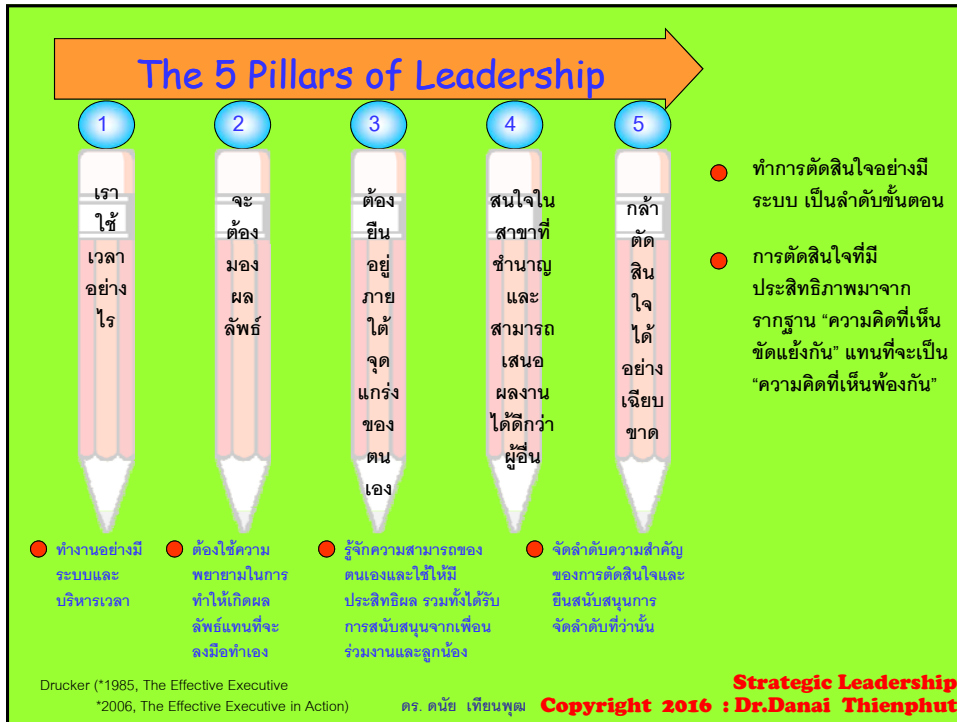 The 5 Pillars of Leadership
1
2
3
4
5
เรา
ใช้
เวลา
อย่าง
ไร
จะ
ต้อง
มอง
ผล
ลัพธ์
ต้อง
ยืน
อยู่
ภาย
ใต้
จุด
แกร่ง
ของ
ตน
เอง
สนใจใน
สาขาที่
ชำนาญ
และ
สามารถ
เสนอ
ผลงาน
ได้ดีกว่า
ผู้อื่น
กล้า
ตัด
สิน
ใจ
ได้
อย่าง
เฉียบ
ขาด
ทำการตัดสินใจอย่างมี
ระบบ เป็นลำดับขั้นตอน
การตัดสินใจที่มี
ประสิทธิภาพมาจาก
รากฐาน “ความคิดที่เห็น
ขัดแย้งกัน” แทนที่จะเป็น
“ความคิดที่เห็นพ้องกัน”
ทำงานอย่างมี
ระบบและ
บริหารเวลา
ต้องใช้ความ
พยายามในการ
ทำให้เกิดผล
ลัพธ์แทนที่จะ
ลงมือทำเอง
รู้จักความสามารถของ
ตนเองและใช้ให้มี
ประสิทธิผล รวมทั้งได้รับ
การสนับสนุนจากเพื่อน
ร่วมงานและลูกน้อง
จัดลำดับความสำคัญ
ของการตัดสินใจและ
ยืนสนับสนุนการ
จัดลำดับที่ว่านั้น
Drucker (*1985, The Effective Executive
*2006, The Effective Executive in Action)
ดร. ดนัย เทียนพุฒ
Strategic Leadership
Copyright 2016 : Dr.Danai Thienphut